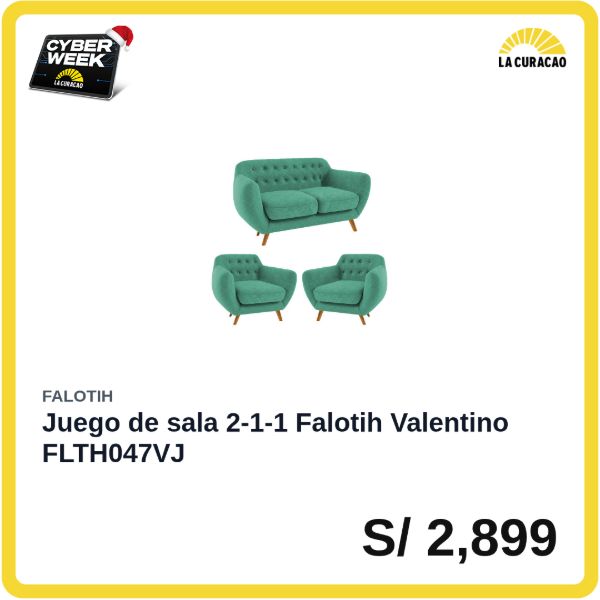 CYBER
WEEK
LA CURACAO
LA CURACAO
FALOTIH
Juego de sala 2-1-1 Falotih Valentino
FLTH047VJ
S/ 2,899